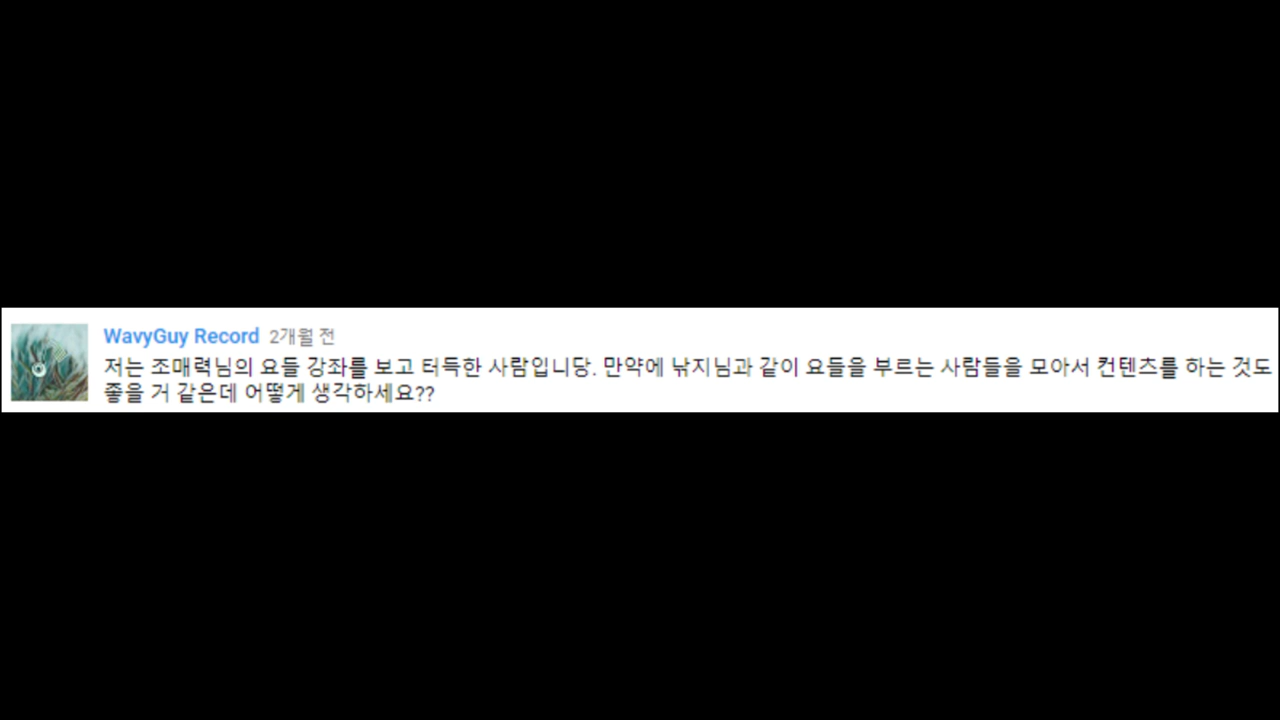 WavyGuy Record 2개월 전
저는 조매력님의 요들 강좌를 보고 터득한 사람입니당. 만약에 낚지님과 같이 요들을 부르는 사람들을 모아서 컨텐츠를 하는 것도
좋을 거 같은데 어떻게 생각하세요??